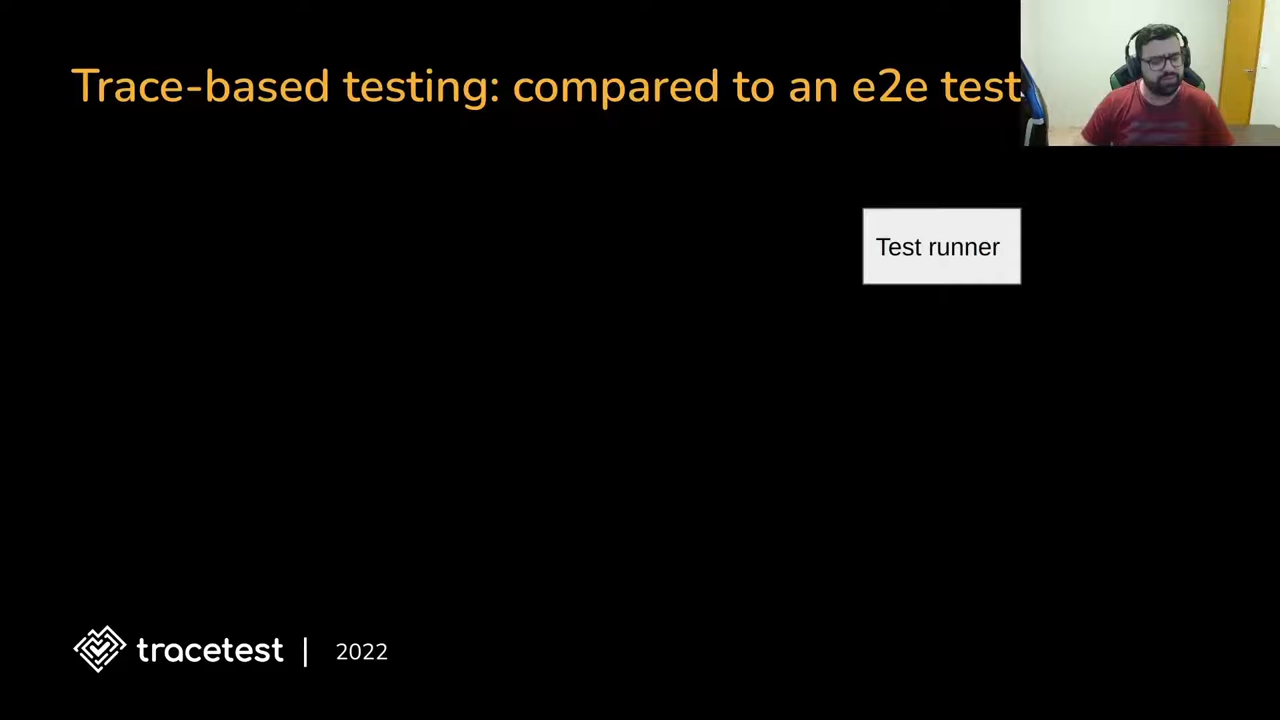 Trace-based testing: compared to an e2e test
Test runner
tracetest | 2022